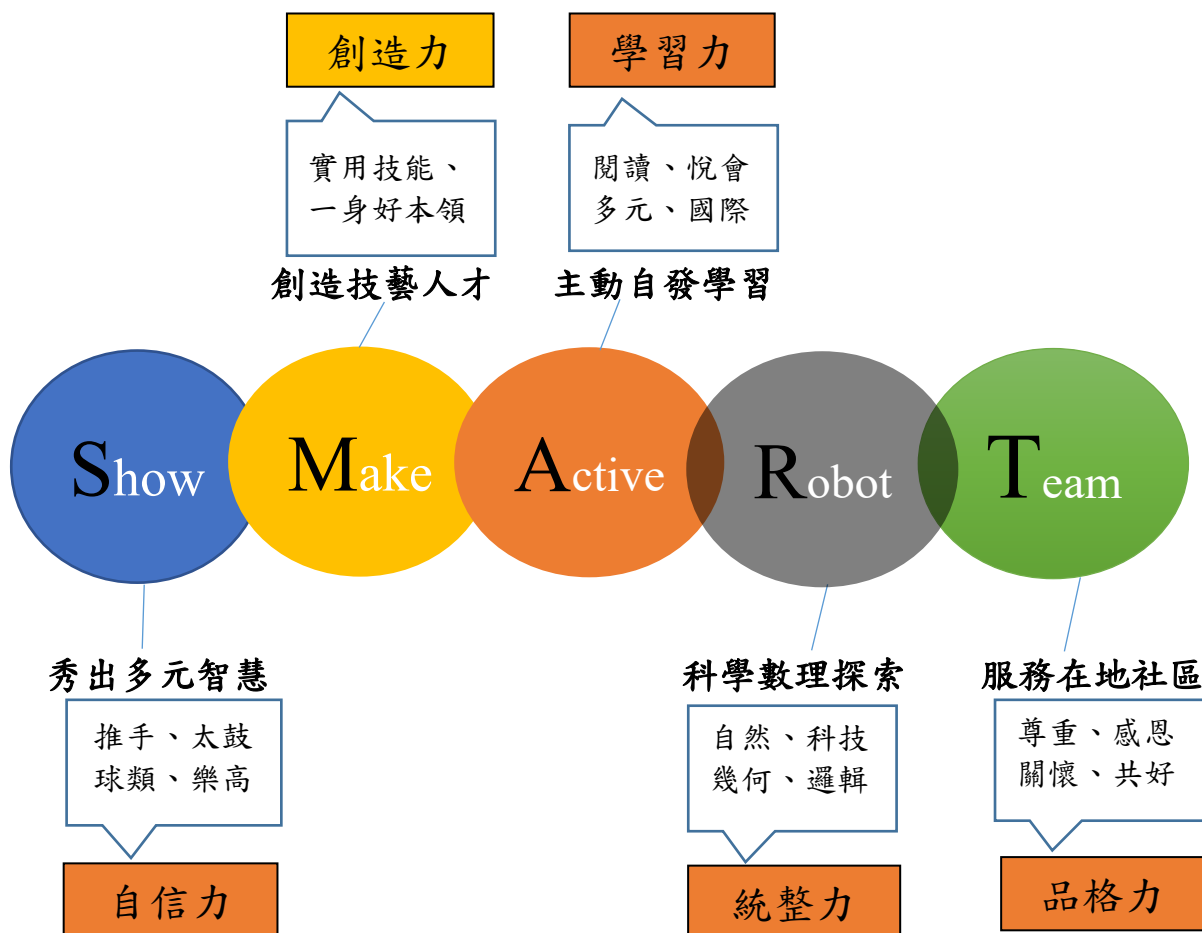 創造力
學習力
實用技能、
一身好本領
閱讀、悅會
多元、國際
創造技藝人才
主動自發學習
Show
Make
Active
Robot
Team
秀出多元智慧
科學數理探索
服務在地社區
推手、太鼓
球類、樂高
自然、科技
幾何、邏輯
尊重、感恩
關懷、共好
自信力
統整力
品格力